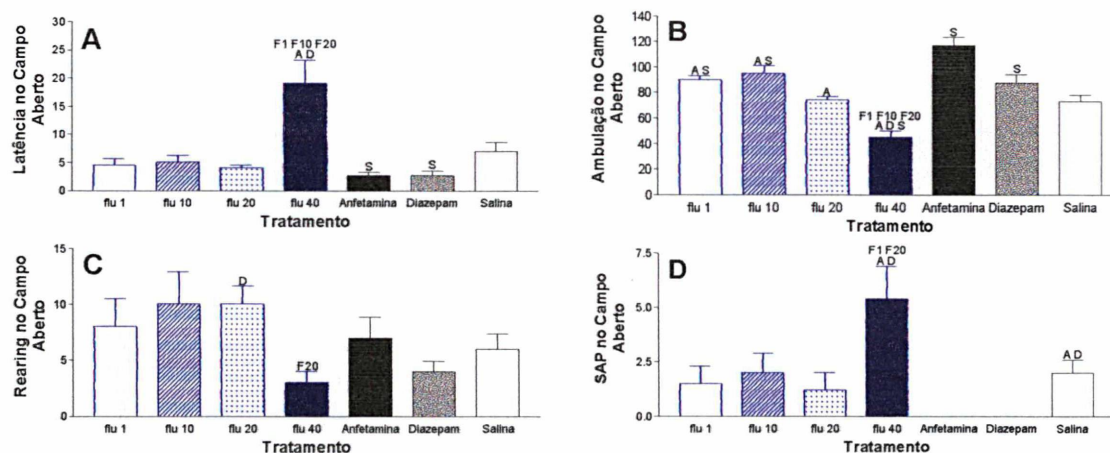 A
Latência no Campo
Aberto
30
25
20
15
10
5
0
F1 F10 F20
A D
S
S
flu 1
flu 10
flu 20
flu 40
Anfetamina
Diazepam
Salina
Tratamento
B
Ambulação no Campo
Aberto
140
120
100
80
60
40
20
0
A S
A S
A
F1 F10 F20
A D S
S
S
flu 1
flu 10
flu 20
flu 40
Anfetamina
Diazepam
Salina
Tratamento
C
Rearing no Campo
Aberto
15
10
5
0
D
F20
flu 1
flu 10
flu 20
flu 40
Anfetamina
Diazepam
Salina
Tratamento
D
SAP no Campo
Aberto
7.5
5.0
2.5
0.0
F1 F20
A D
A D
flu 1
flu 10
flu 20
flu 40
Anfetamina
Diazepam
Salina
Tratamento